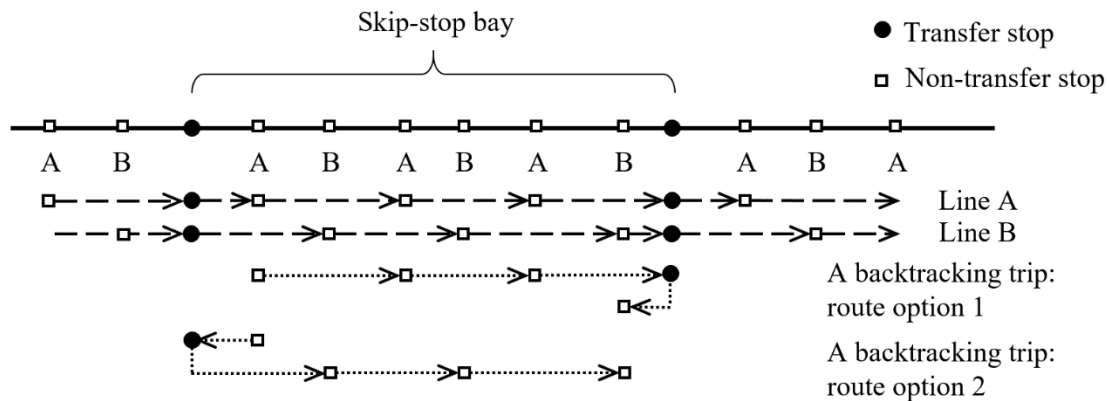 Skip-stop bay
Transfer stop
Non-transfer stop
A B A B A B A B A B A
Line A
Line B
A backtracking trip:
route option 1
A backtracking trip:
route option 2